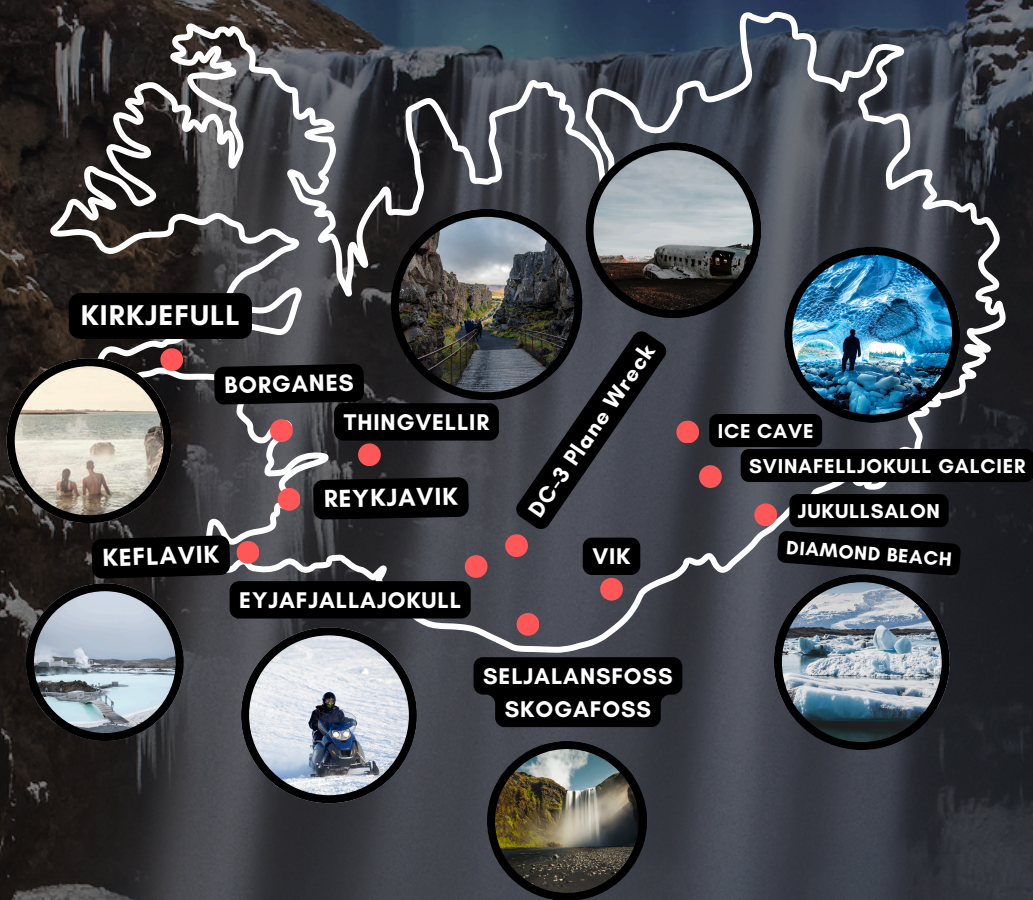 KIRKJEFULL
BORGANES
THINGVELLIR
REYKJAVIK
KEFLAVIK
EYJAFJALLAJOKULL
DC-3 Plane Wreck
VIK
ICE CAVE
SVINAFELLJOKULL GALCIER
JUKULLSALON
DIAMOND BEACH
SELJALANSFOSS
SKOGAFOSS